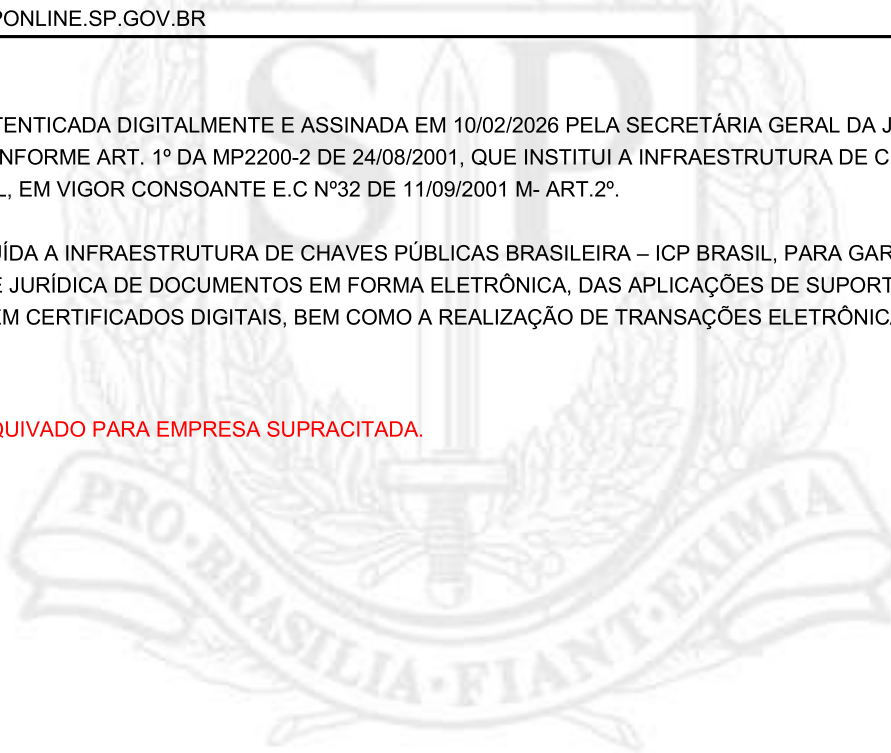 PONLINE.SP.GOV.BR
TENTICADA DIGITALMENTE E ASSINADA EM 10/02/2026 PELA SECRETÁRIA GERAL DA J
NFORME ART. 1º DA MP2200-2 DE 24/08/2001, QUE INSTITUI A INFRAESTRUTURA DE C
L, EM VIGOR CONSOANTE E.C Nº32 DE 11/09/2001 M- ART.2º.
ÍDA A INFRAESTRUTURA DE CHAVES PÚBLICAS BRASILEIRA – ICP BRASIL, PARA GAR
E JURÍDICA DE DOCUMENTOS EM FORMA ELETRÔNICA, DAS APLICAÇÕES DE SUPORT
EM CERTIFICADOS DIGITAIS, BEM COMO A REALIZAÇÃO DE TRANSAÇÕES ELETRÔNICA
QUIVADO PARA EMPRESA SUPRACITADA.
SP
PRO·BRASILIA·FIANT·EXIMIA